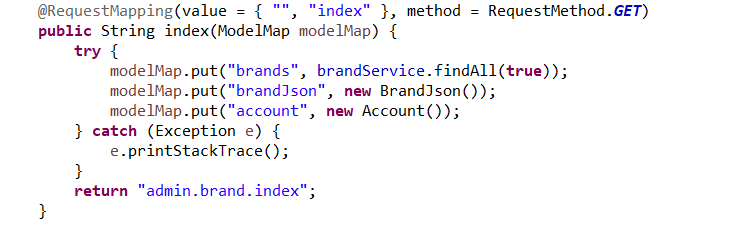 @RequestMapping(value = { "", "index" }, method = RequestMethod.GET)
public String index(ModelMap modelMap) {
    try {
        modelMap.put("brands", brandService.findAll(true));
        modelMap.put("brandJson", new BrandJson());
        modelMap.put("account", new Account());
    } catch (Exception e) {
        e.printStackTrace();
    }
    return "admin.brand.index";
}